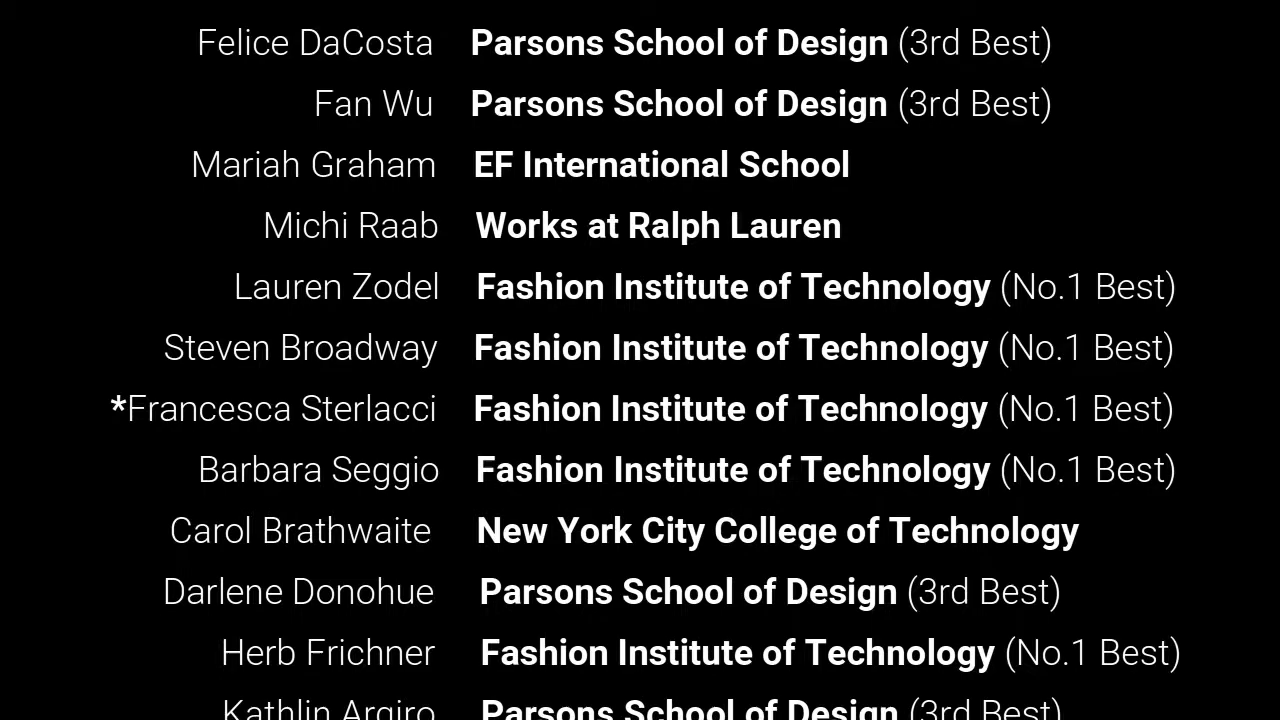 Felice DaCosta Parsons School of Design (3rd Best)
Fan Wu Parsons School of Design (3rd Best)
Mariah Graham EF International School
Michi Raab Works at Ralph Lauren
Lauren Zodel Fashion Institute of Technology (No.1 Best)
Steven Broadway Fashion Institute of Technology (No.1 Best)
*Francesca Sterlacci Fashion Institute of Technology (No.1 Best)
Barbara Seggio Fashion Institute of Technology (No.1 Best)
Carol Brathwaite New York City College of Technology
Darlene Donohue Parsons School of Design (3rd Best)
Herb Frichner Fashion Institute of Technology (No.1 Best)
Kathlin Argiro Parsons School of Design (3rd Best)